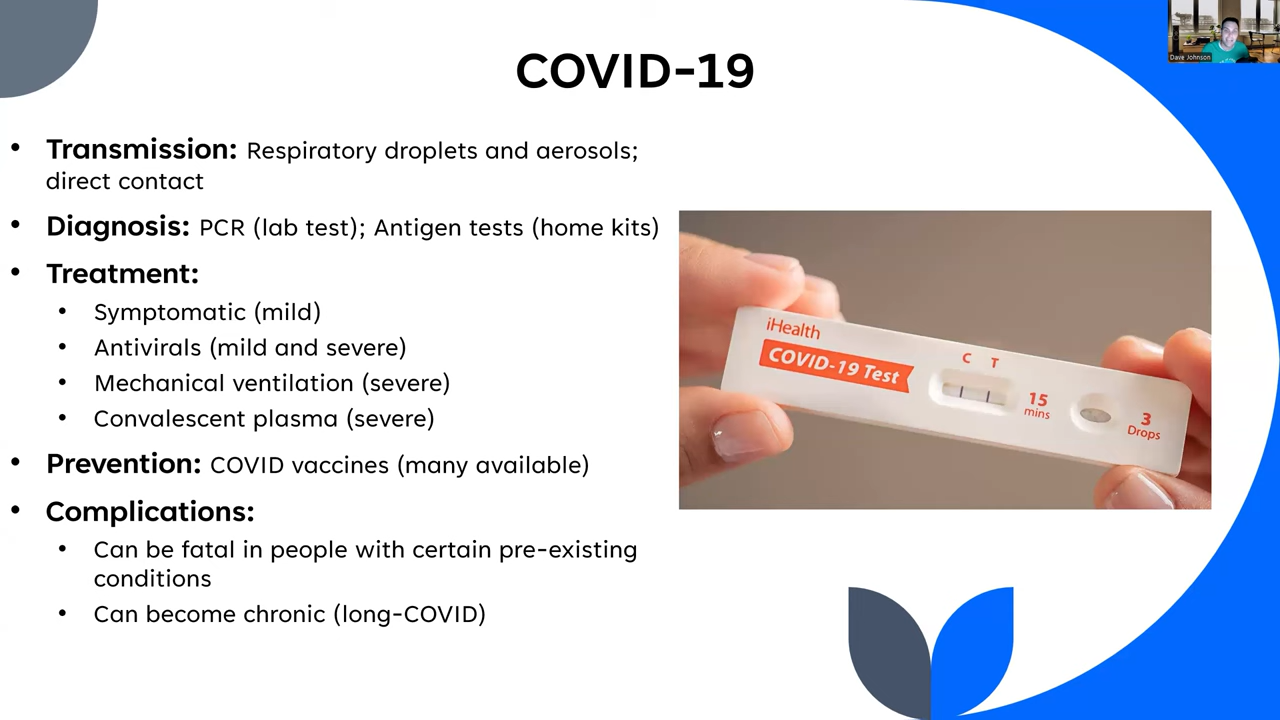 COVID-19
Dave Johnson
• Transmission: Respiratory droplets and aerosols;
direct contact
• Diagnosis: PCR (lab test); Antigen tests (home kits)
• Treatment:
• Symptomatic (mild)
• Antivirals (mild and severe)
• Mechanical ventilation (severe)
• Convalescent plasma (severe)
• Prevention: COVID vaccines (many available)
• Complications:
• Can be fatal in people with certain pre-existing
conditions
• Can become chronic (long-COVID)
iHealth
COVID-19 Test
C T
15
mins
3
Drops